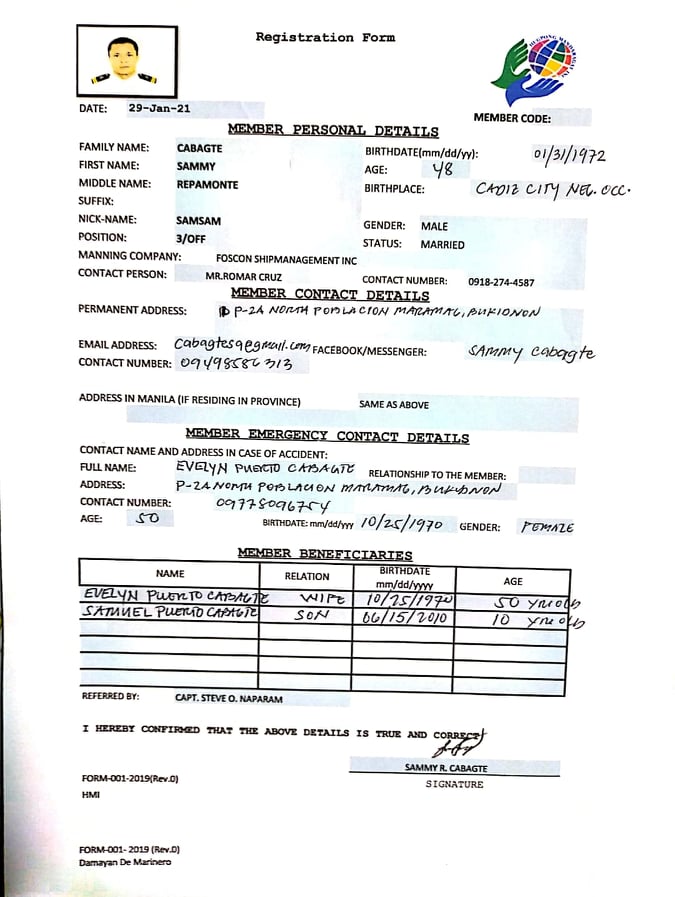 Registration Form
DATE: 29-Jan-21
MEMBER CODE:
MEMBER PERSONAL DETAILS
FAMILY NAME: CABAGTE BIRTHDATE(mm/dd/yy): 01/31/1972
FIRST NAME: SAMMY AGE: 48
MIDDLE NAME: REPAMONTE BIRTHPLACE: CADIZ CITY NEG. OCC.
SUFFIX:
NICK-NAME: SAMSAM GENDER: MALE
POSITION: 3/OFF STATUS: MARRIED
MANNING COMPANY: FOSCON SHIPMANAGEMENT INC
CONTACT PERSON: MR.ROMAR CRUZ CONTACT NUMBER: 0918-274-4587
MEMBER CONTACT DETAILS
PERMANENT ADDRESS: P-2A NORTH POBLACION MARAMAG, BUKIDNON
EMAIL ADDRESS: cabagtes9@gmail.com FACEBOOK/MESSENGER: SAMMY Cabagte
CONTACT NUMBER: 09498586313
ADDRESS IN MANILA (IF RESIDING IN PROVINCE) SAME AS ABOVE
MEMBER EMERGENCY CONTACT DETAILS
CONTACT NAME AND ADDRESS IN CASE OF ACCIDENT:
FULL NAME: EVELYN PUERTO CABAGTE RELATIONSHIP TO THE MEMBER:
ADDRESS: P-2A NORTH POBLACION MARAMAG, BUKIDNON
CONTACT NUMBER: 09778096754
AGE: 50 BIRTHDATE: mm/dd/yyy 10/25/1970 GENDER: FEMALE
MEMBER BENEFICIARIES
NAME RELATION BIRTHDATE mm/dd/yyyy AGE
EVELYN PUERTO CABAGTE WIFE 10/25/1970 50 yrs old
SAMUEL PUERTO CABAGTE SON 06/15/2010 10 yrs old
REFERRED BY: CAPT. STEVE O. NAPARAM
I HEREBY CONFIRMED THAT THE ABOVE DETAILS IS TRUE AND CORRECT
SAMMY R. CABAGTE
SIGNATURE
FORM-001-2019(Rev.0)
HMI
FORM-001- 2019 (Rev.0)
Damayan De Marinero